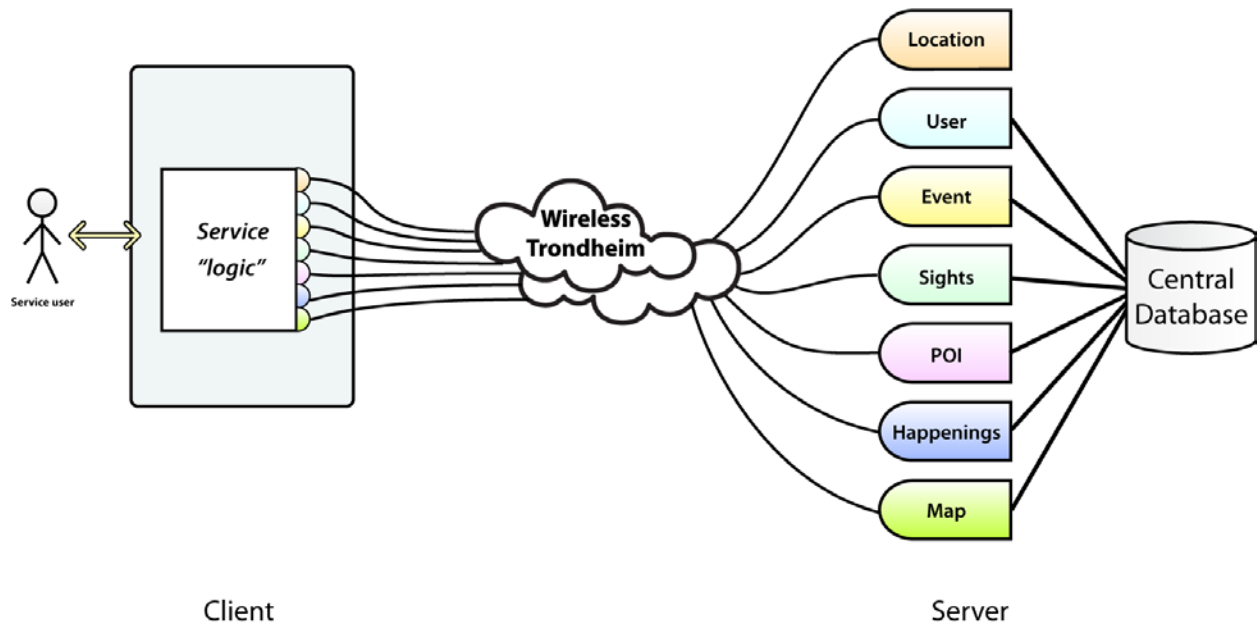 Location
User
Event
Sights
POI
Happenings
Map
Wireless
Trondheim
Service
"logic"
Service user
Central
Database
Client
Server